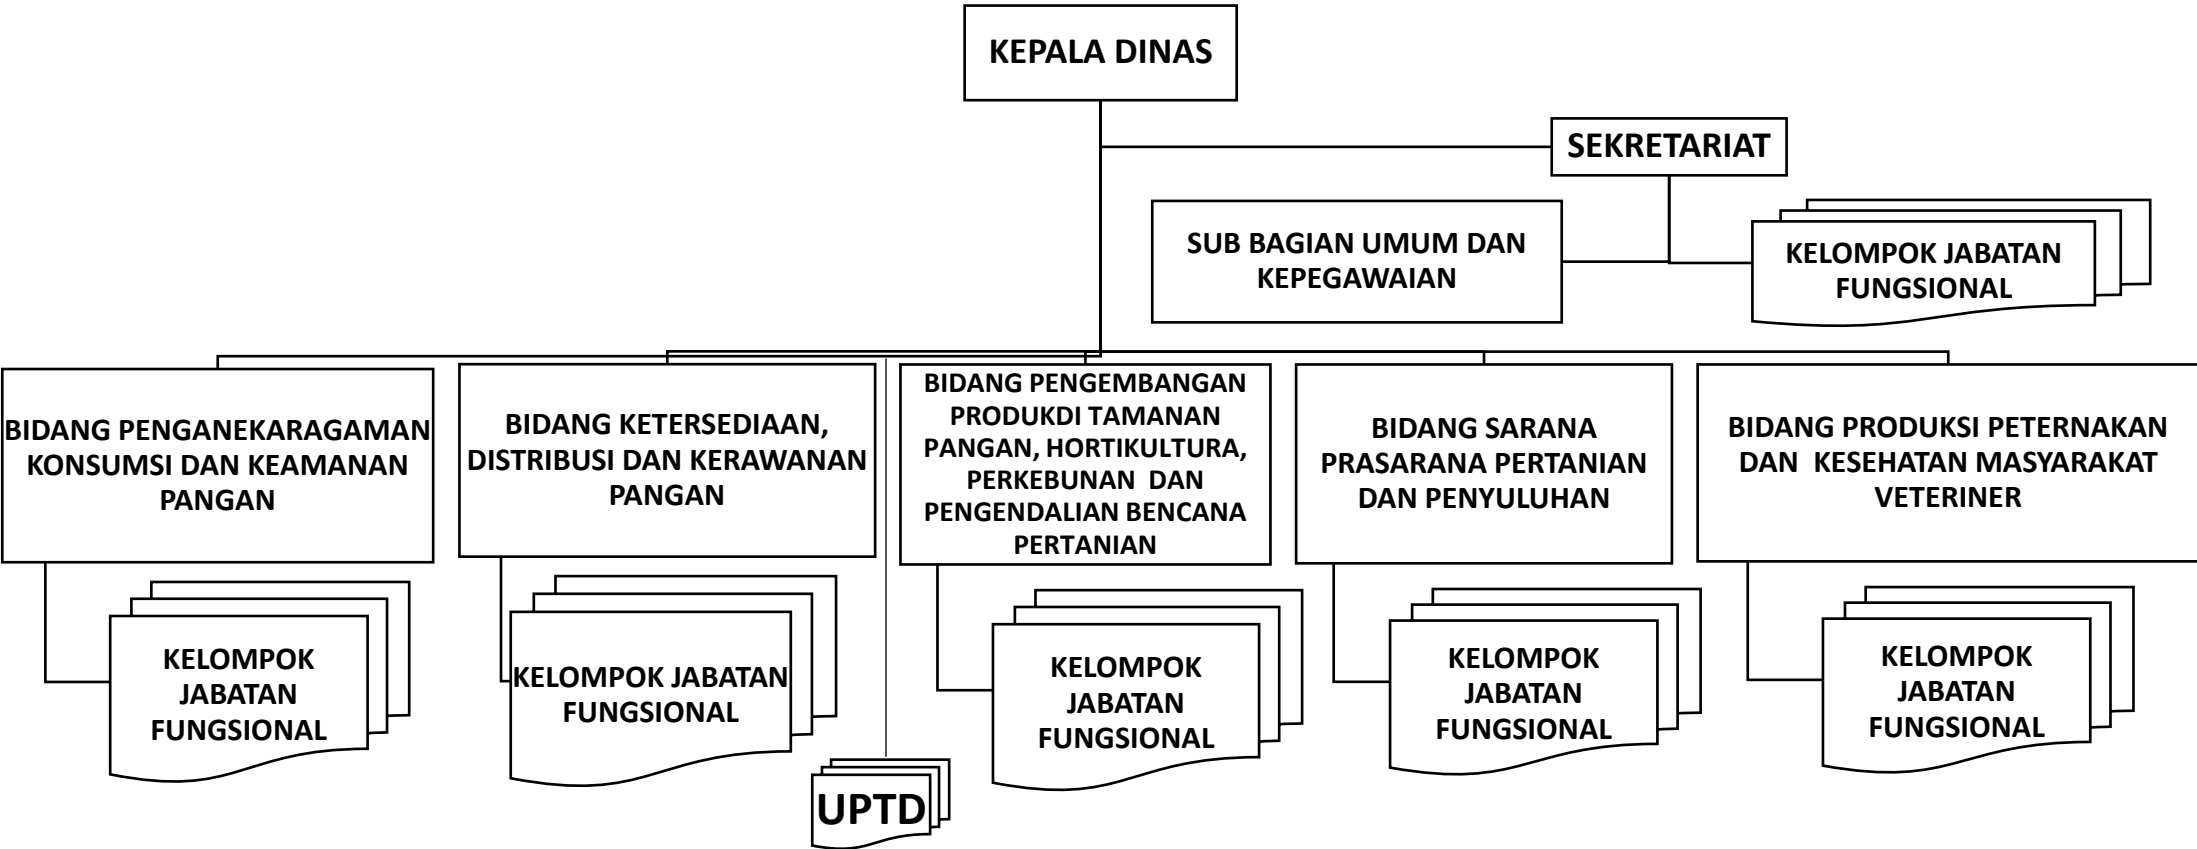 KEPALA DINAS
SEKRETARIAT
SUB BAGIAN UMUM DAN
KEPEGAWAIAN
KELOMPOK JABATAN
FUNGSIONAL
BIDANG PENGANEKARAGAMAN
KONSUMSI DAN KEAMANAN
PANGAN
BIDANG KETERSEDIAAN,
DISTRIBUSI DAN KERAWANAN
PANGAN
BIDANG PENGEMBANGAN
PRODUKDI TAMANAN
PANGAN, HORTIKULTURA,
PERKEBUNAN DAN
PENGENDALIAN BENCANA
PERTANIAN
BIDANG SARANA
PRASARANA PERTANIAN
DAN PENYULUHAN
BIDANG PRODUKSI PETERNAKAN
DAN KESEHATAN MASYARAKAT
VETERINER
KELOMPOK
JABATAN
FUNGSIONAL
KELOMPOK JABATAN
FUNGSIONAL
KELOMPOK
JABATAN
FUNGSIONAL
KELOMPOK
JABATAN
FUNGSIONAL
KELOMPOK
JABATAN
FUNGSIONAL
UPTD